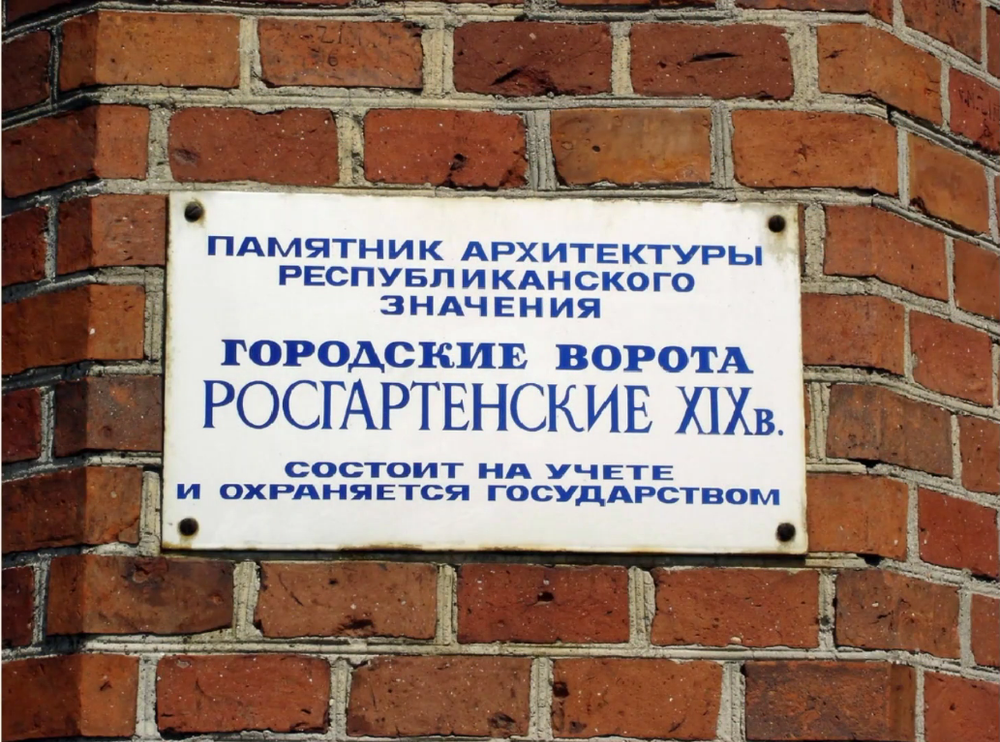 ПАМЯТНИК АРХИТЕКТУРЫ
РЕСПУБЛИКАНСКОГО
ЗНАЧЕНИЯ
ГОРОДСКИЕ ВОРОТА
РОСГАРТЕНСКИЕ XIXв.
СОСТОИТ НА УЧЕТЕ
И ОХРАНЯЕТСЯ ГОСУДАРСТВОМ